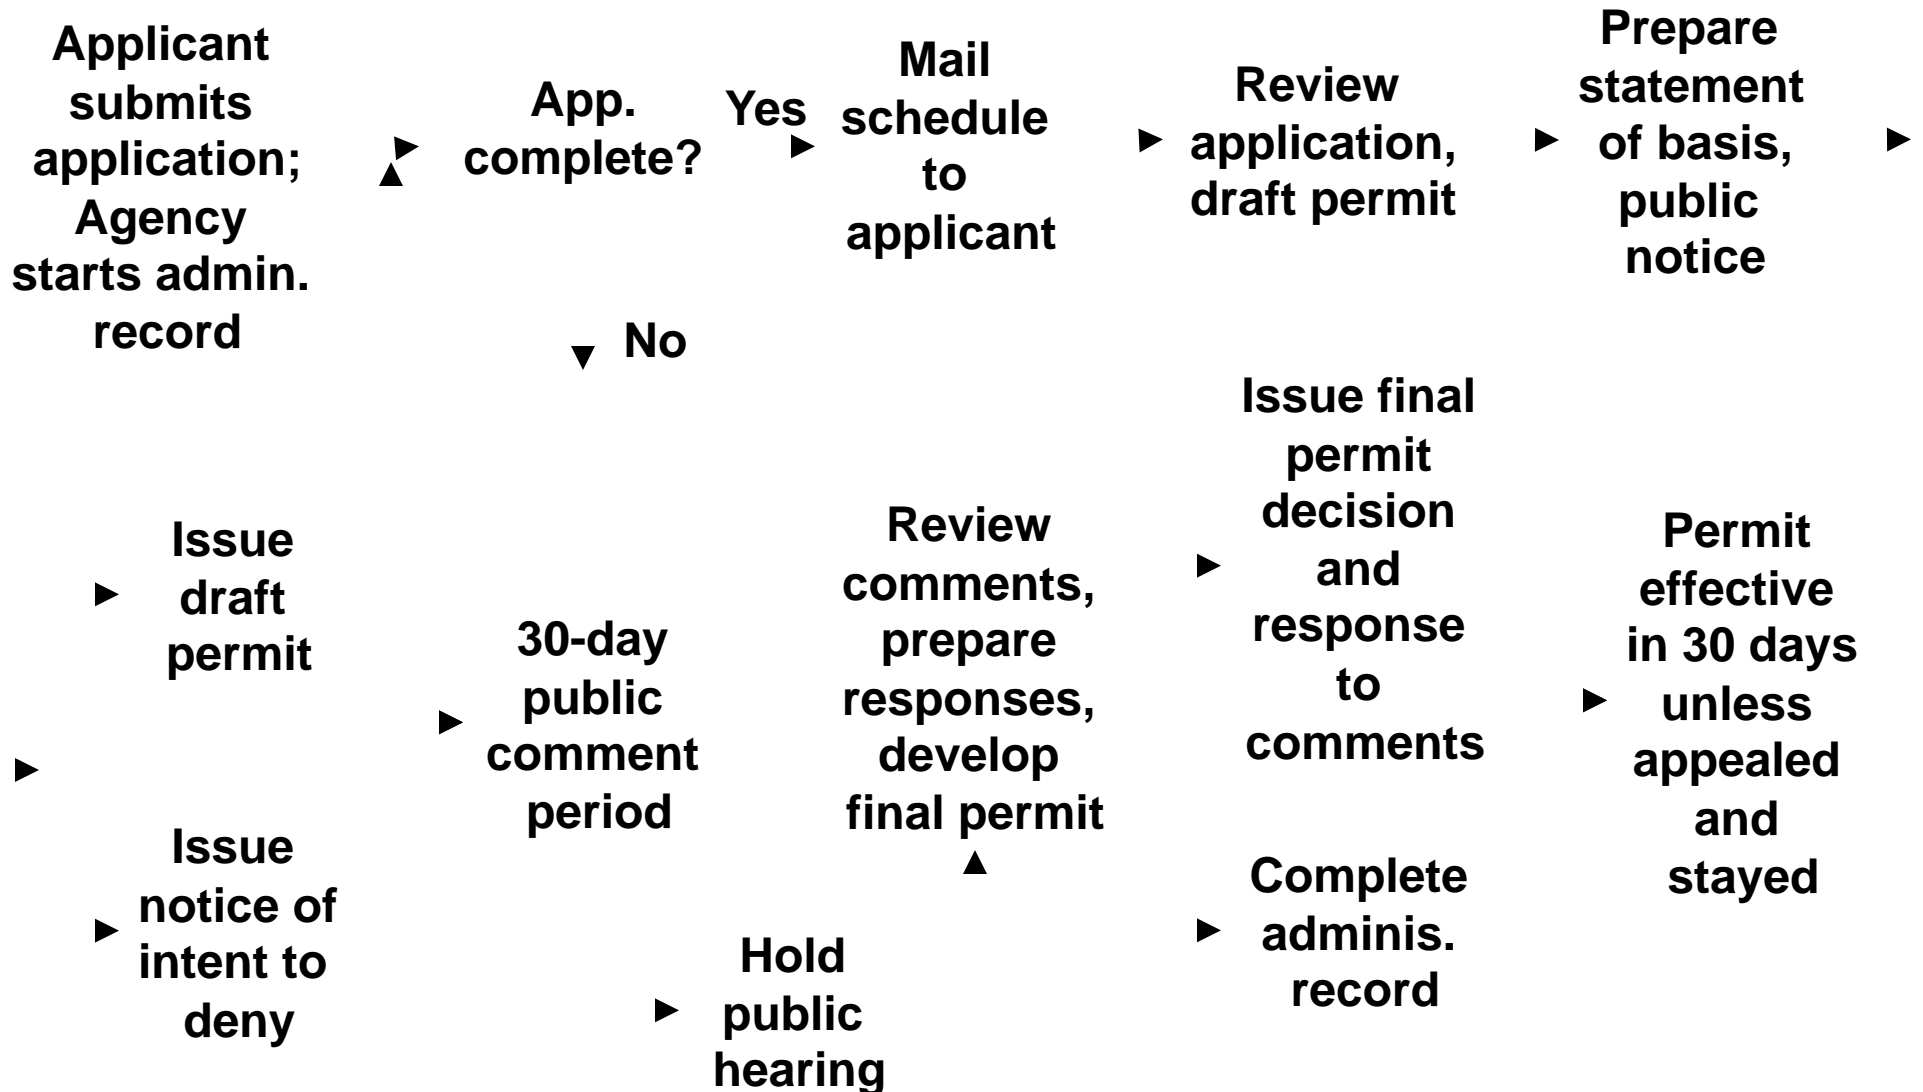 Applicant
submits
application;
Agency
starts admin.
record
App.
complete?
Yes
No
Mail
schedule
to
applicant
Review
application,
draft permit
Prepare
statement
of basis,
public
notice
Issue
draft
permit
Issue
notice of
intent to
deny
30-day
public
comment
period
Hold
public
hearing
Review
comments,
prepare
responses,
develop
final permit
Issue final
permit
decision
and
response
to
comments
Complete
adminis.
record
Permit
effective
in 30 days
unless
appealed
and
stayed